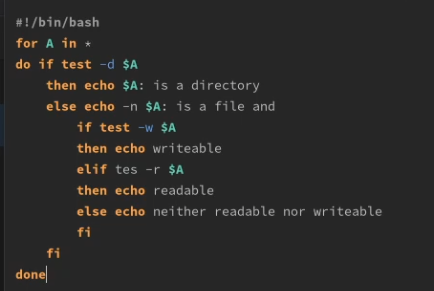 #!/bin/bash
for A in *
do if test -d $A
then echo $A: is a directory
else echo -n $A: is a file and
if test -w $A
then echo writeable
elif tes -r $A
then echo readable
else echo neither readable nor writeable
fi
fi
done